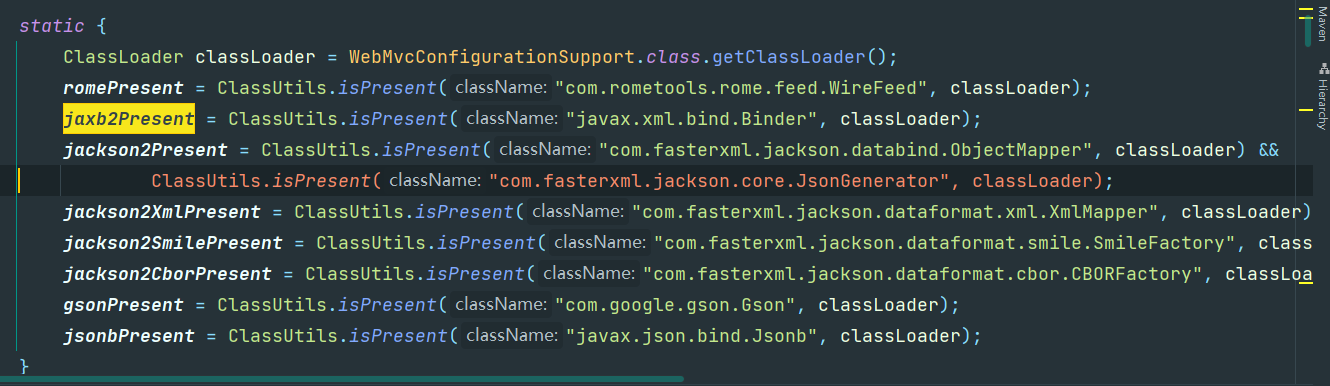 static {
    ClassLoader classLoader = WebMvcConfigurationSupport.class.getClassLoader();
    romePresent = ClassUtils.isPresent( className: "com.rometools.rome.feed.WireFeed", classLoader);
    jaxb2Present = ClassUtils.isPresent( className: "javax.xml.bind.Binder", classLoader);
    jackson2Present = ClassUtils.isPresent( className: "com.fasterxml.jackson.databind.ObjectMapper", classLoader) &&
            ClassUtils.isPresent( className: "com.fasterxml.jackson.core.JsonGenerator", classLoader);
    jackson2XmlPresent = ClassUtils.isPresent( className: "com.fasterxml.jackson.dataformat.xml.XmlMapper", classLoader)
    jackson2SmilePresent = ClassUtils.isPresent( className: "com.fasterxml.jackson.dataformat.smile.SmileFactory", class
    jackson2CborPresent = ClassUtils.isPresent( className: "com.fasterxml.jackson.dataformat.cbor.CBORFactory", classLoa
    gsonPresent = ClassUtils.isPresent( className: "com.google.gson.Gson", classLoader);
    jsonbPresent = ClassUtils.isPresent( className: "javax.json.bind.Jsonb", classLoader);
}
Maven
Hierarchy